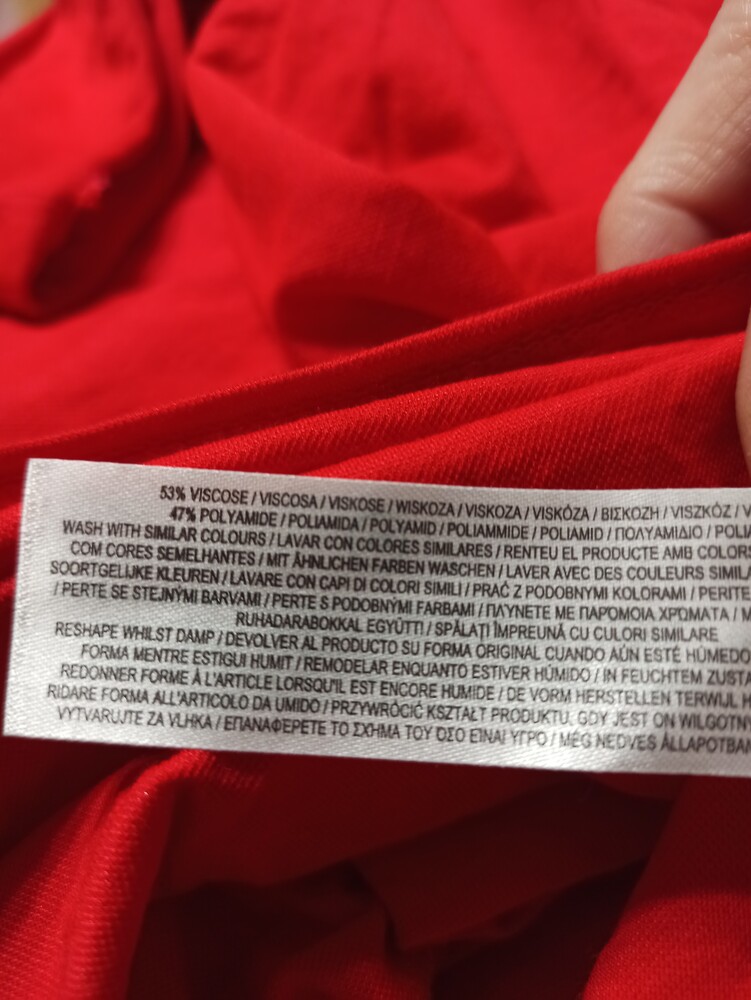 53% VISCOSE / VISCOSA / VISKOSE / WISKOZA / VISKOZA / VISKÓZA / ΒΙΣΚΟΖΗ / VISZKÓZ /
47% POLYAMIDE / POLIAMIDA / POLYAMID / POLIAMMIDE / POLIAMID / ΠΟΛΥΑΜΙΔΙΟ /
WASH WITH SIMILAR COLOURS / LAVAR CON COLORES SIMILARES / RENTEU EL PRODUCTE AMB COLORS
COM CORES SEMELHANTES / MIT ÄHNLICHEN FARBEN WASCHEN / LAVER AVEC DES COULEURS
SOORTGELIJKE KLEUREN / LAVARE CON CAPI DI COLORI SIMILI / PRAĆ Z PODOBNYMI KOLORAMI / PERITE
/ PERTE SE STEJNÝMI BARVAMI / PERTE S PODOBNÝMI FARBAMI / ΠΛΥΝΕΤΕ ΜΕ ΠΑΡΟΜΟΙΑ ΧΡΩΜΑΤΑ /
RUHADARABOKKAL EGYÜTT! / SPĂLAȚI ÎMPREUNĂ CU CULORI SIMILARE
RESHAPE WHILST DAMP / DEVOLVER AL PRODUCTO SU FORMA ORIGINAL CUANDO AÚN ESTÉ HÚMEDO
FORMA MENTRE ESTIGUI HUMIT / REMODELAR ENQUANTO ESTIVER HÚMIDO / IN FEUCHTEM
REDONNER FORME À L'ARTICLE LORSQU'IL EST ENCORE HUMIDE / DE VORM HERSTELLEN TERWIJL
RIDARE FORMA ALL'ARTICOLO DA UMIDO / PRZYWRÓCIĆ KSZTAŁT PRODUKTU, GDY JEST ON
VYTVARUJTE ZA VLHKA / ΕΠΑΝΑΦΕΡΕΤΕ ΤΟ ΣΧΗΜΑ ΤΟΥ ΟΣΟ ΕΙΝΑΙ ΥΓΡΟ / MÉG NEDVES